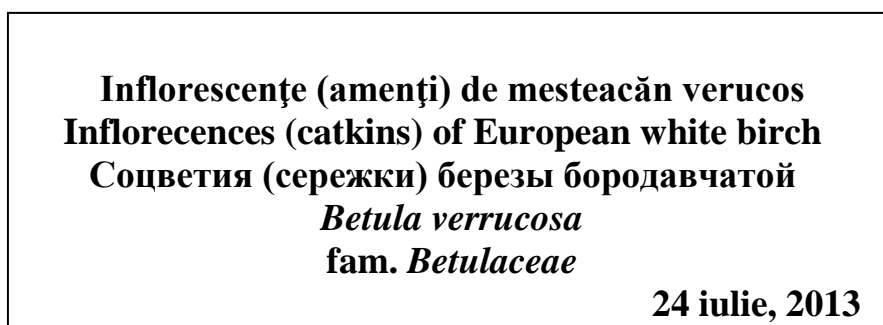 Inflorescenţe (amenţi) de mesteacăn verucos
Inflorecences (catkins) of European white birch
Соцветия (сережки) березы бородавчатой
Betula verrucosa
fam. Betulaceae
24 iulie, 2013